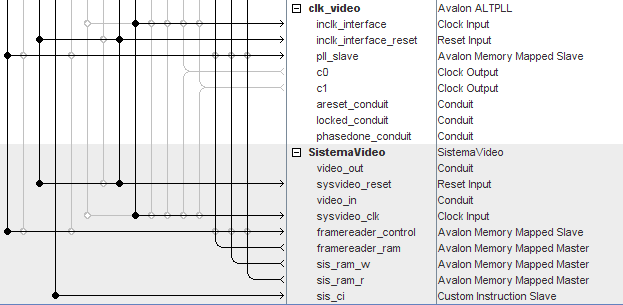 clk_video Avalon ALTPLL
inclk_interface Clock Input
inclk_interface_reset Reset Input
pll_slave Avalon Memory Mapped Slave
c0 Clock Output
c1 Clock Output
areset_conduit Conduit
locked_conduit Conduit
phasedone_conduit Conduit
SistemaVideo SistemaVideo
video_out Conduit
sysvideo_reset Reset Input
video_in Conduit
sysvideo_clk Clock Input
framereader_control Avalon Memory Mapped Slave
framereader_ram Avalon Memory Mapped Master
sis_ram_w Avalon Memory Mapped Master
sis_ram_r Avalon Memory Mapped Master
sis_ci Custom Instruction Slave